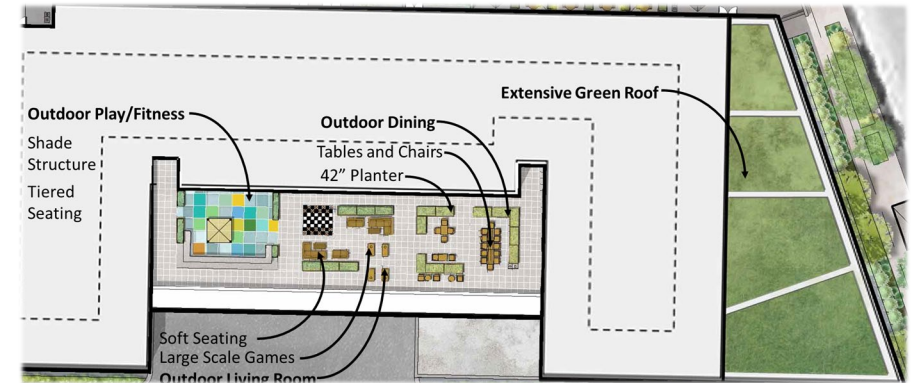 Outdoor Play/Fitness
Shade
Structure
Tiered
Seating
Outdoor Dining
Tables and Chairs
42” Planter
Extensive Green Roof
Soft Seating
Large Scale Games
Outdoor Living Room